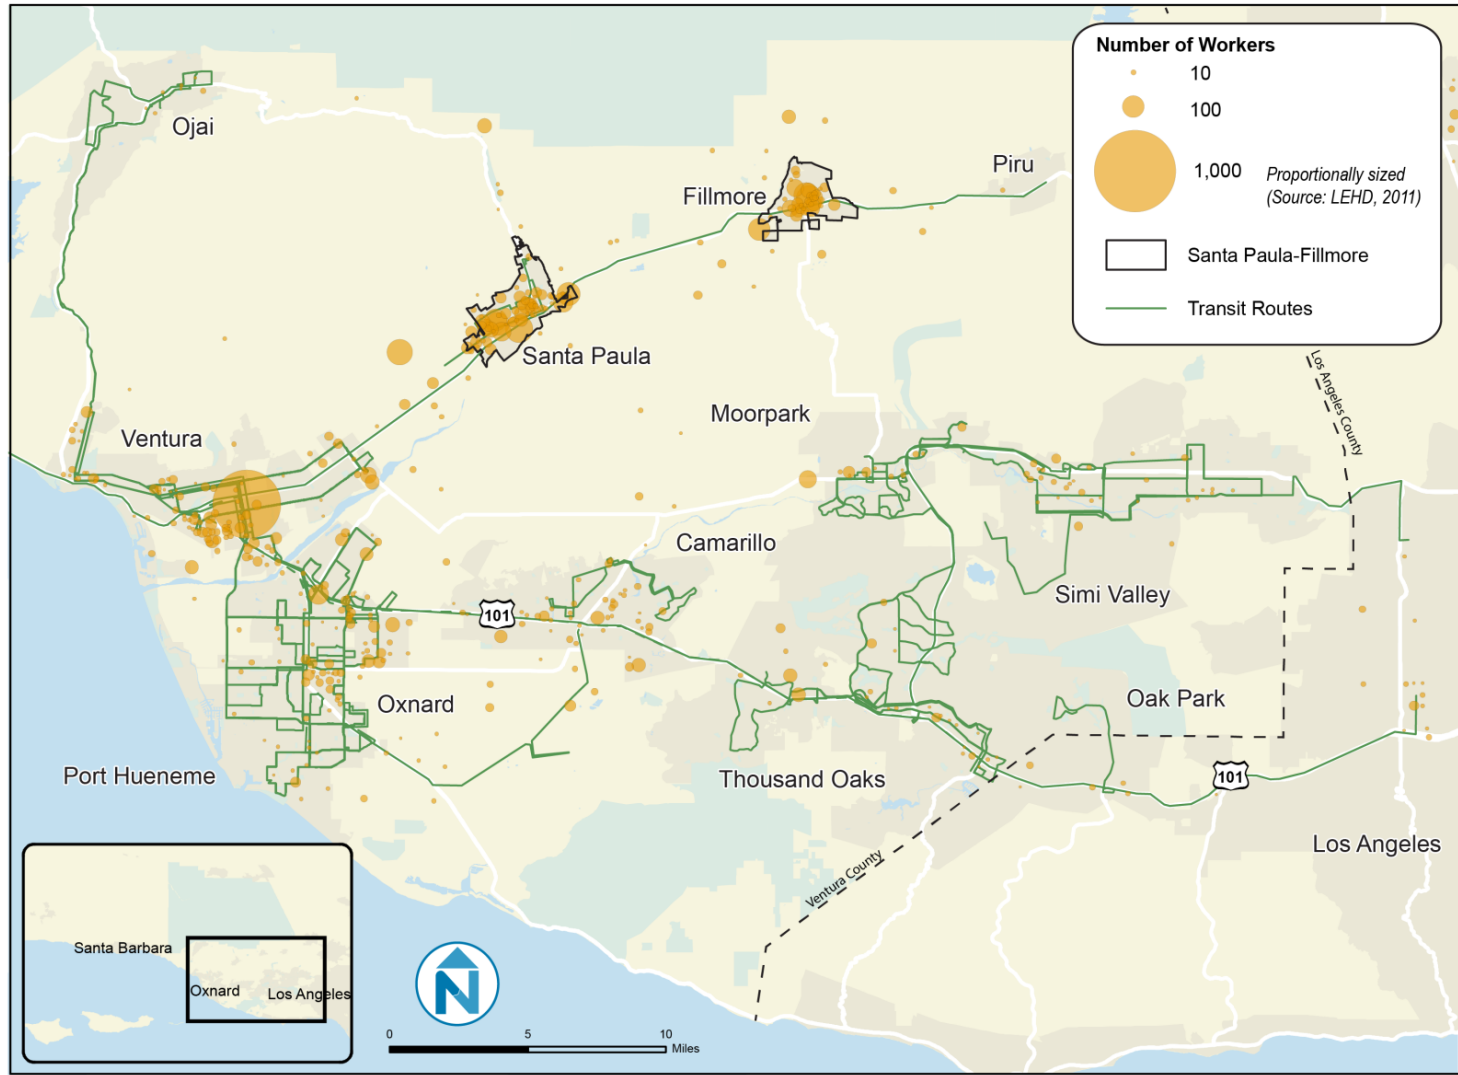 Number of Workers
10
100
1,000
Proportionally sized
(Source: LEHD, 2011)
Santa Paula-Fillmore
Transit Routes
Ojai
Piru
Fillmore
Santa Paula
Los Angeles County
Moorpark
Ventura
Camarillo
Simi Valley
101
Oxnard
Oak Park
Port Hueneme
Thousand Oaks
101
Los Angeles
Ventura County
Santa Barbara
Oxnard
Los Angeles
N
0 5 10
Miles